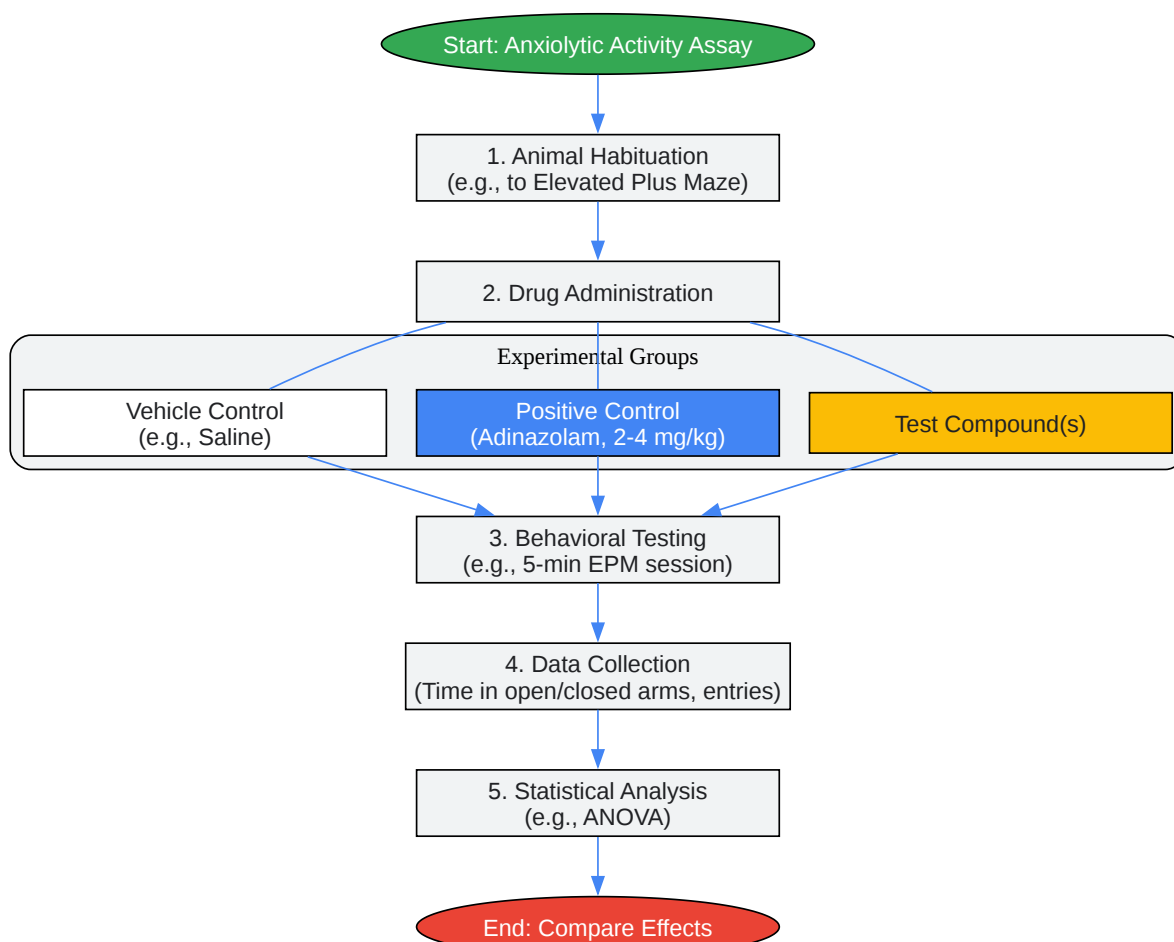 Start: Anxiolytic Activity Assay
1. Animal Habituation
(e.g., to Elevated Plus Maze)
2. Drug Administration
Experimental Groups
Vehicle Control
(e.g., Saline)
Positive Control
(Adinazolam, 2-4 mg/kg)
Test Compound(s)
3. Behavioral Testing
(e.g., 5-min EPM session)
4. Data Collection
(Time in open/closed arms, entries)
5. Statistical Analysis
(e.g., ANOVA)
End: Compare Effects